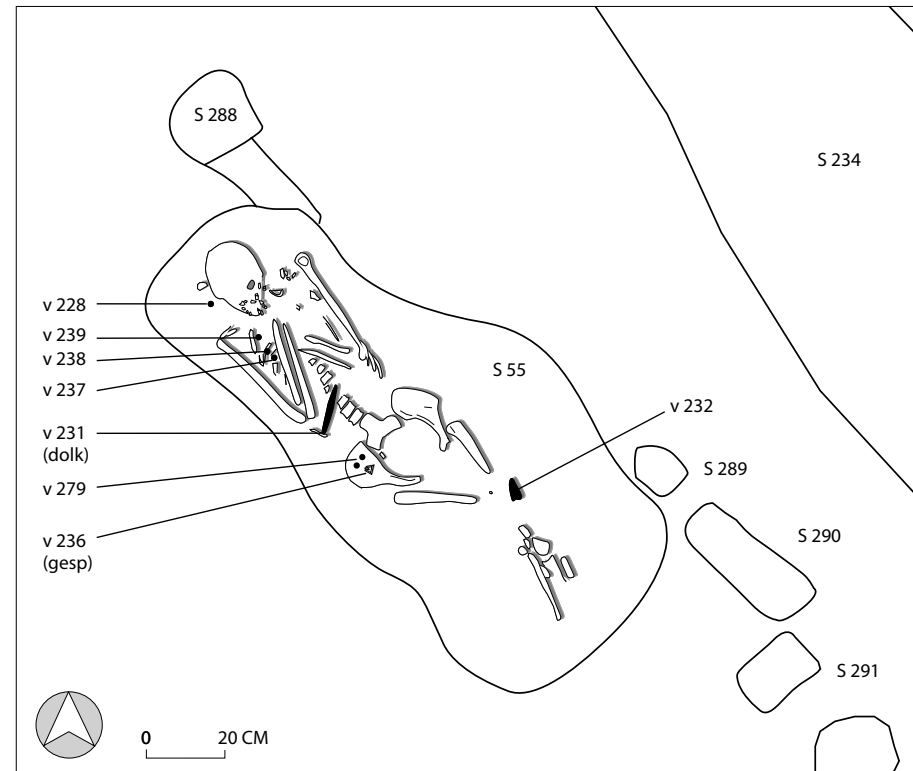 S 288
S 234
v 228
v 239
v 238
v 237
S 55
v 232
v 231
(dolk)
S 289
v 279
S 290
v 236
(gesp)
S 291
0 20 CM